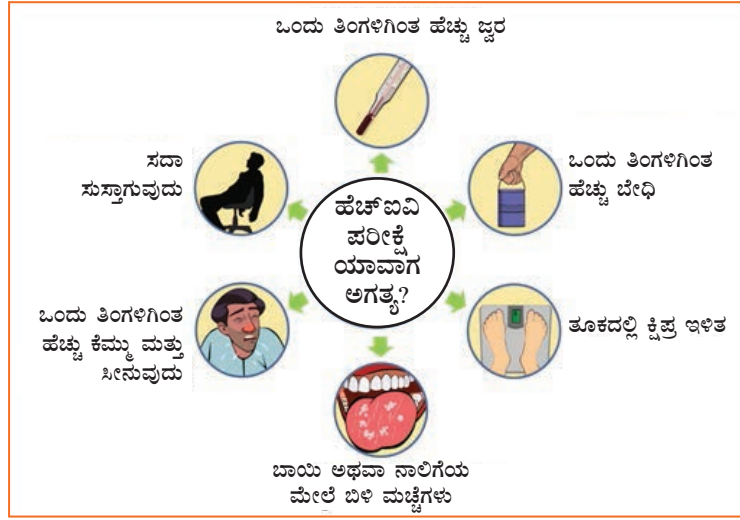 ಒಂದು ತಿಂಗಳಿಗಿಂತ ಹೆಚ್ಚು ಜ್ವರ
ಸದಾ
ಸುಸ್ತಾಗುವುದು
ಒಂದು ತಿಂಗಳಿಗಿಂತ
ಹೆಚ್ಚು ಬೇಧಿ
ಹೆಚ್‌ಐವಿ
ಪರೀಕ್ಷೆ
ಯಾವಾಗ
ಅಗತ್ಯ?
ಒಂದು ತಿಂಗಳಿಗಿಂತ
ಹೆಚ್ಚು ಕೆಮ್ಮು ಮತ್ತು
ಸೀನುವುದು
ತೂಕದಲ್ಲಿ ಕ್ಷಿಪ್ರ ಇಳಿತ
ಬಾಯಿ ಅಥವಾ ನಾಲಿಗೆಯ
ಮೇಲೆ ಬಿಳಿ ಮಚ್ಚೆಗಳು